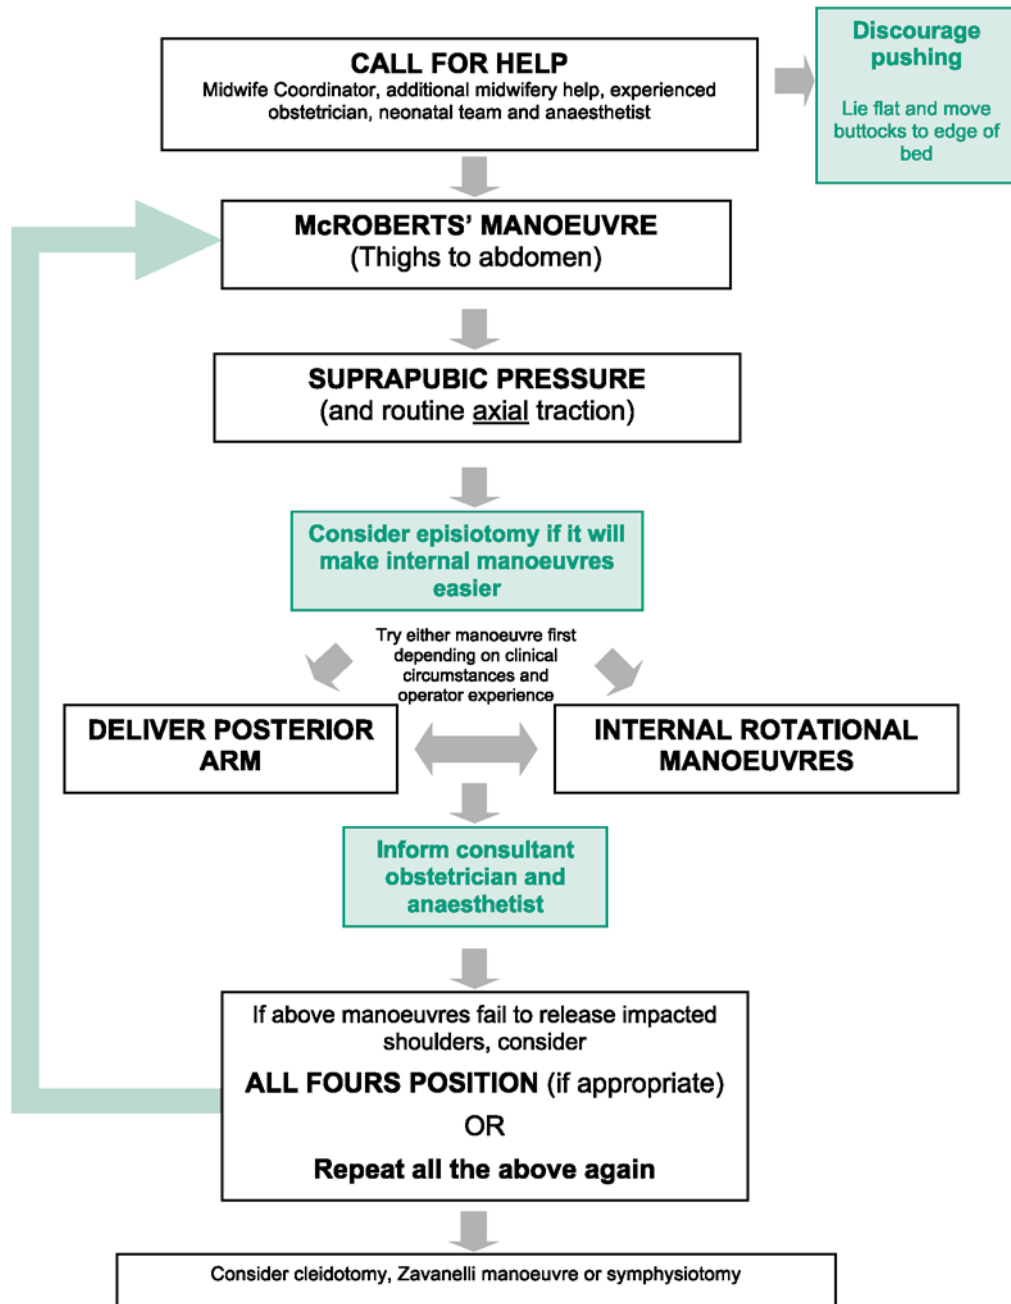 CALL FOR HELP
Midwife Coordinator, additional midwifery help, experienced
obstetrician, neonatal team and anaesthetist
Discourage
pushing
Lie flat and move
buttocks to edge of
bed
McROBERTS’ MANOEUVRE
(Thighs to abdomen)
SUPRAPUBIC PRESSURE
(and routine axial traction)
Consider episiotomy if it will
make internal manoeuvres
easier
Try either manoeuvre first
depending on clinical
circumstances and
operator experience
DELIVER POSTERIOR
ARM
INTERNAL ROTATIONAL
MANOEUVRES
Inform consultant
obstetrician and
anaesthetist
If above manoeuvres fail to release impacted
shoulders, consider
ALL FOURS POSITION (if appropriate)
OR
Repeat all the above again
Consider cleidotomy, Zavanelli manoeuvre or symphysiotomy